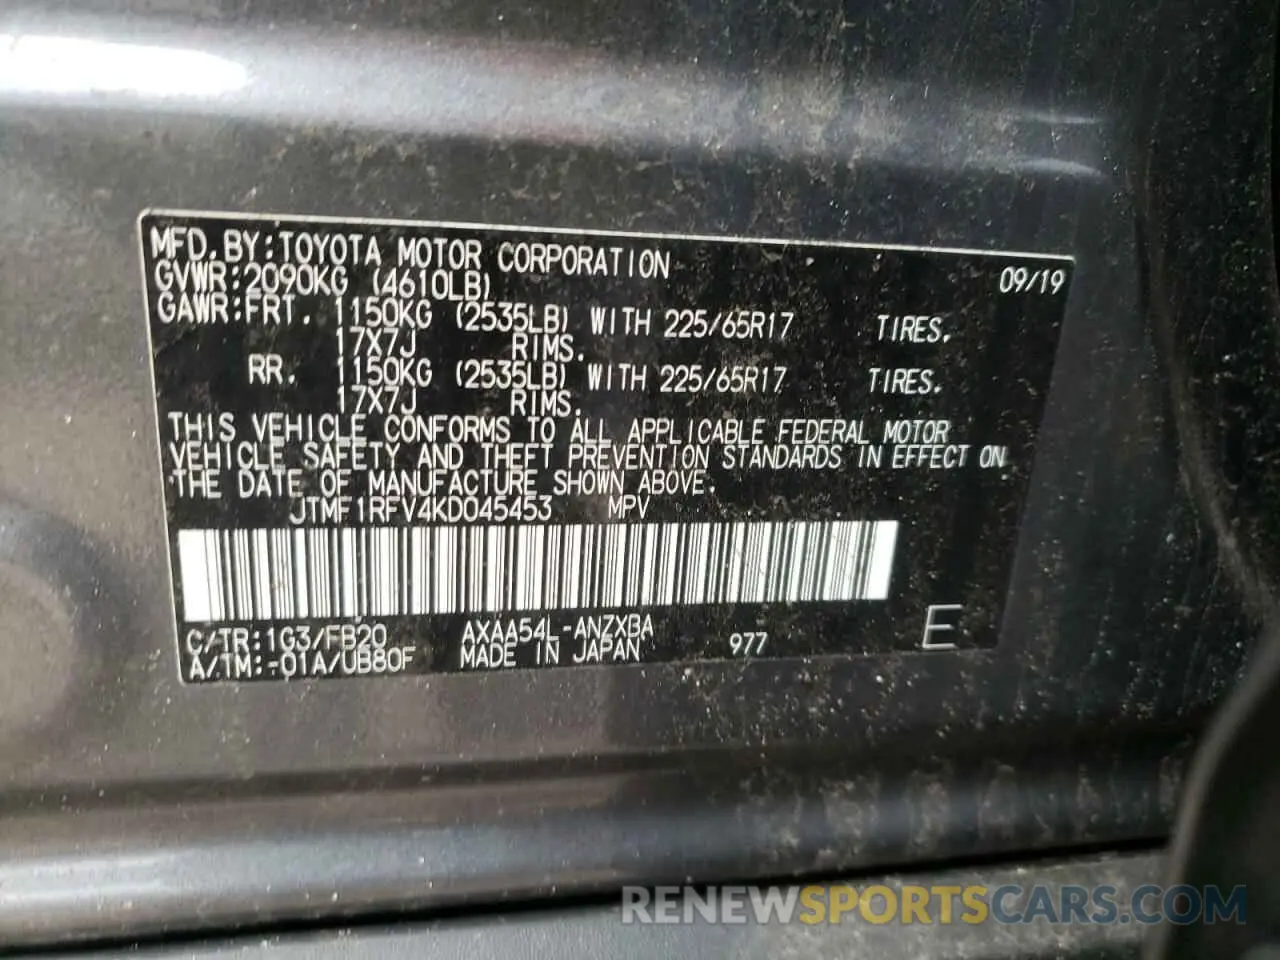 MFD. BY: TOYOTA MOTOR CORPORATION 09/19
GVWR: 2090KG (4610LB)
GAWR: FRT. 1150KG (2535LB) WITH 225/65R17 TIRES.
17X7J RIMS.
RR. 1150KG (2535LB) WITH 225/65R17 TIRES.
17X7J RIMS.
THIS VEHICLE CONFORMS TO ALL APPLICABLE FEDERAL MOTOR
VEHICLE SAFETY AND THEFT PREVENTION STANDARDS IN EFFECT ON
THE DATE OF MANUFACTURE SHOWN ABOVE.
JTMF1RFV4KD045453 MPV
C/TR: 1G3/FB20 AXAA54L-ANZXBA 977 E
A/TM: -01A/UB80F MADE IN JAPAN
RENEWSPORTSCARS.COM